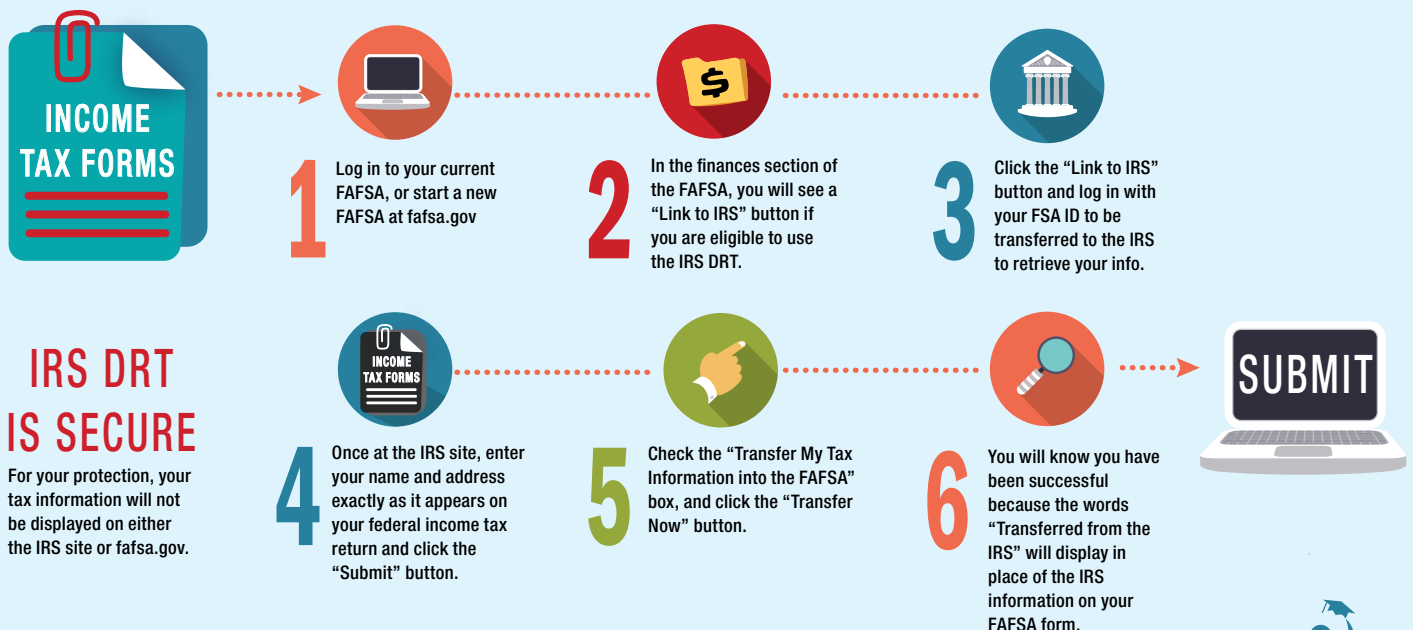 INCOME
TAX FORMS
1
Log in to your current
FAFSA, or start a new
FAFSA at fafsa.gov
2
In the finances section of
the FAFSA, you will see a
“Link to IRS” button if
you are eligible to use
the IRS DRT.
3
Click the “Link to IRS”
button and log in with
your FSA ID to be
transferred to the IRS
to retrieve your info.
IRS DRT
IS SECURE
For your protection, your
tax information will not
be displayed on either
the IRS site or fafsa.gov.
INCOME
TAX FORMS
4
Once at the IRS site, enter
your name and address
exactly as it appears on
your federal income tax
return and click the
“Submit” button.
5
Check the “Transfer My Tax
Information into the FAFSA”
box, and click the “Transfer
Now” button.
6
You will know you have
been successful
because the words
“Transferred from the
IRS” will display in
place of the IRS
information on your
FAFSA form.
SUBMIT